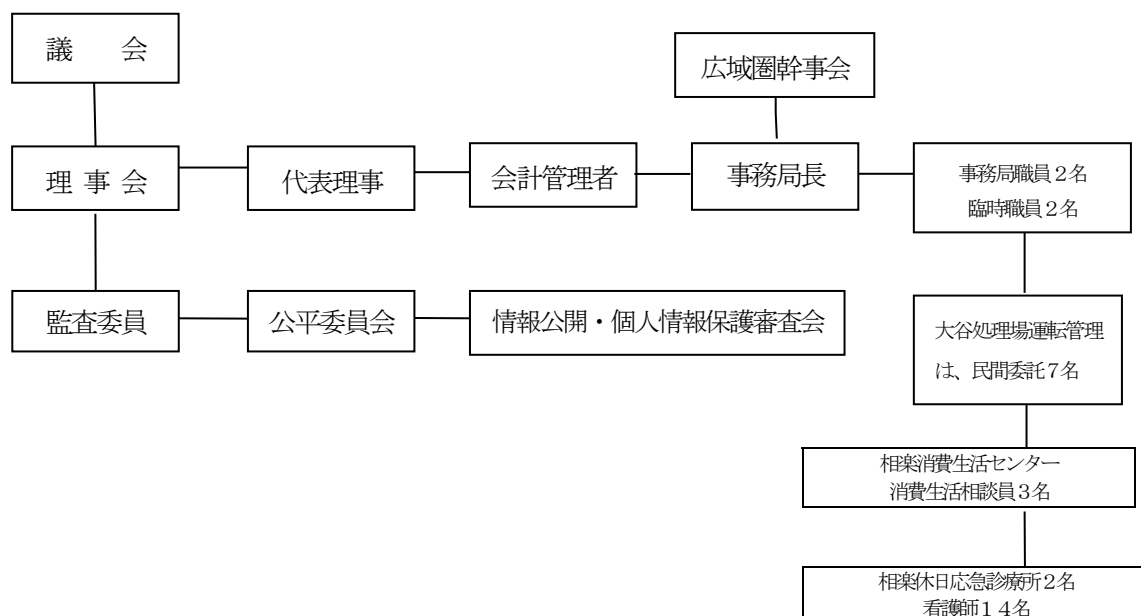 議　　会
広域圏幹事会
理 事 会
代表理事
会計管理者
事務局長
事務局職員２名
臨時職員２名
監査委員
公平委員会
情報公開・個人情報保護審査会
大谷処理場運転管理
は、民間委託７名
相楽消費生活センター
消費生活相談員３名
相楽休日応急診療所２名
看護師１４名